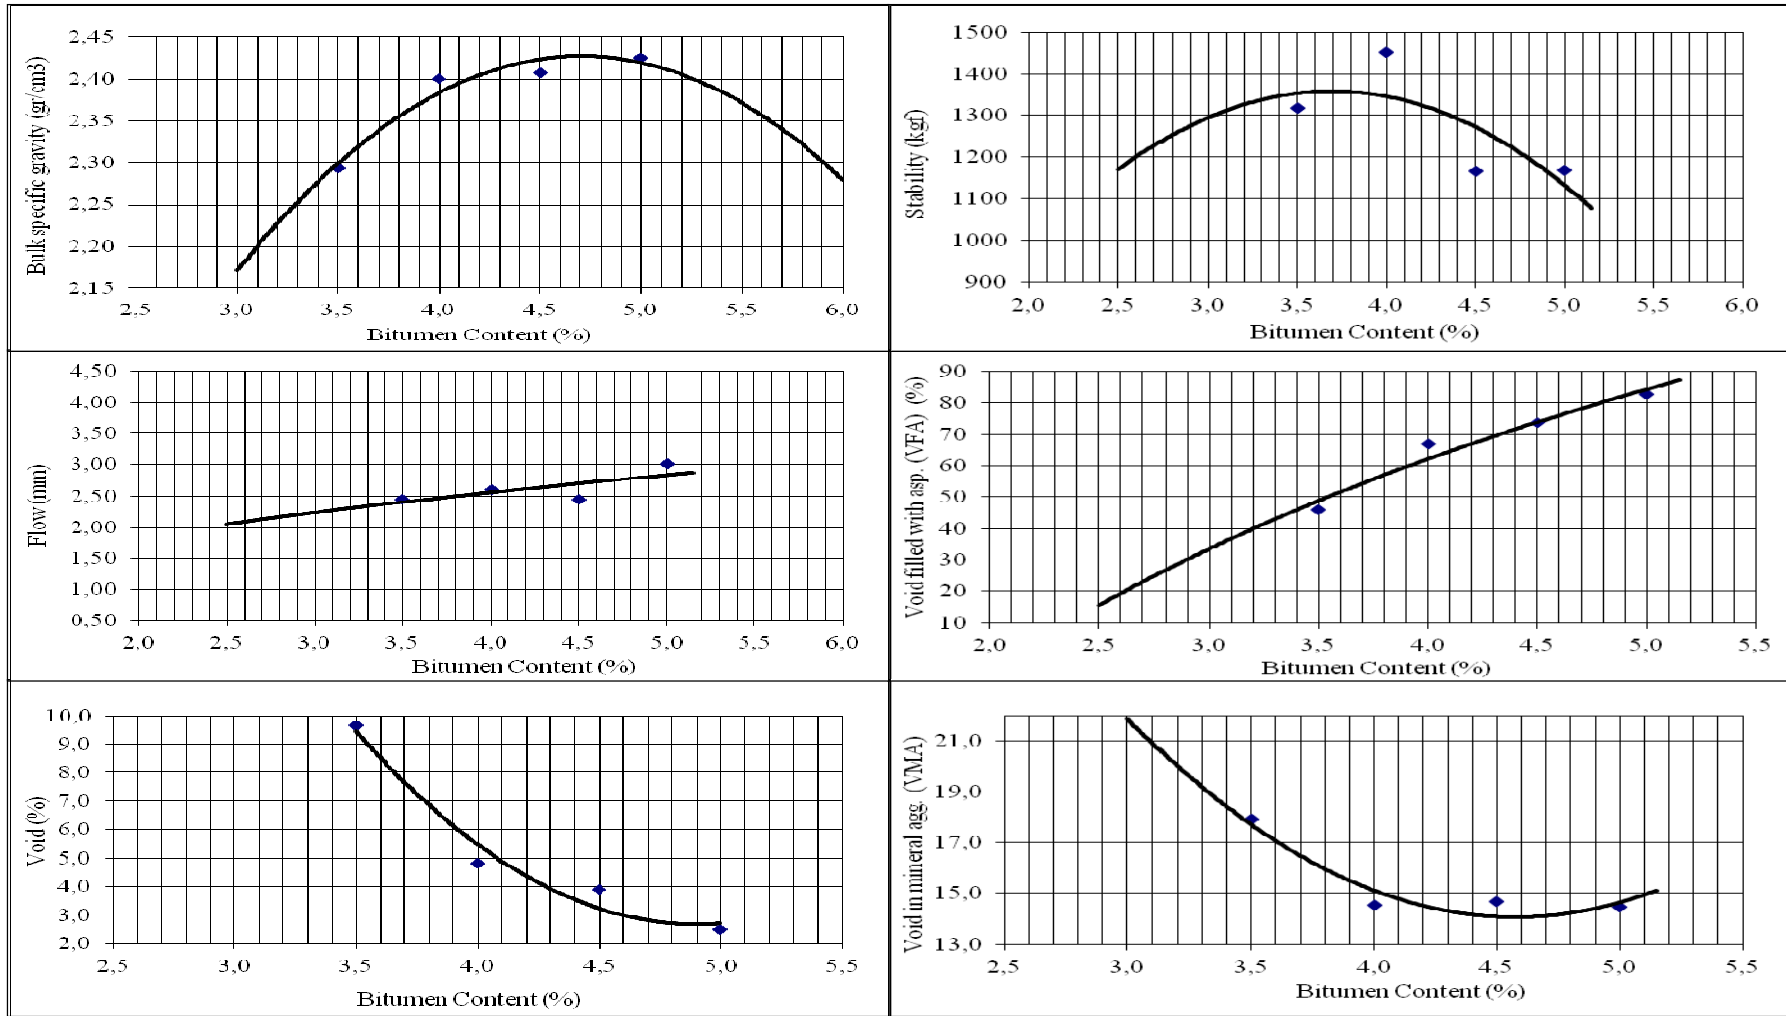 Bulk specific gravity (gr/cm3)
2,45
2,40
2,35
2,30
2,25
2,20
2,15
2,5 3,0 3,5 4,0 4,5 5,0 5,5 6,0
Bitumen Content (%)
Stability (kgf)
1500
1400
1300
1200
1100
1000
900
2,0 2,5 3,0 3,5 4,0 4,5 5,0 5,5 6,0
Bitumen Content (%)
Flow (mm)
4,50
4,00
3,50
3,00
2,50
2,00
1,50
1,00
0,50
2,0 2,5 3,0 3,5 4,0 4,5 5,0 5,5 6,0
Bitumen Content (%)
Void filled with asp. (VFA) (%)
90
80
70
60
50
40
30
20
10
2,0 2,5 3,0 3,5 4,0 4,5 5,0 5,5
Bitumen Content (%)
Void (%)
10,0
9,0
8,0
7,0
6,0
5,0
4,0
3,0
2,0
2,5 3,0 3,5 4,0 4,5 5,0 5,5
Bitumen Content (%)
Void in mineral agg. (VMA)
21,0
19,0
17,0
15,0
13,0
2,5 3,0 3,5 4,0 4,5 5,0 5,5
Bitumen Content (%)